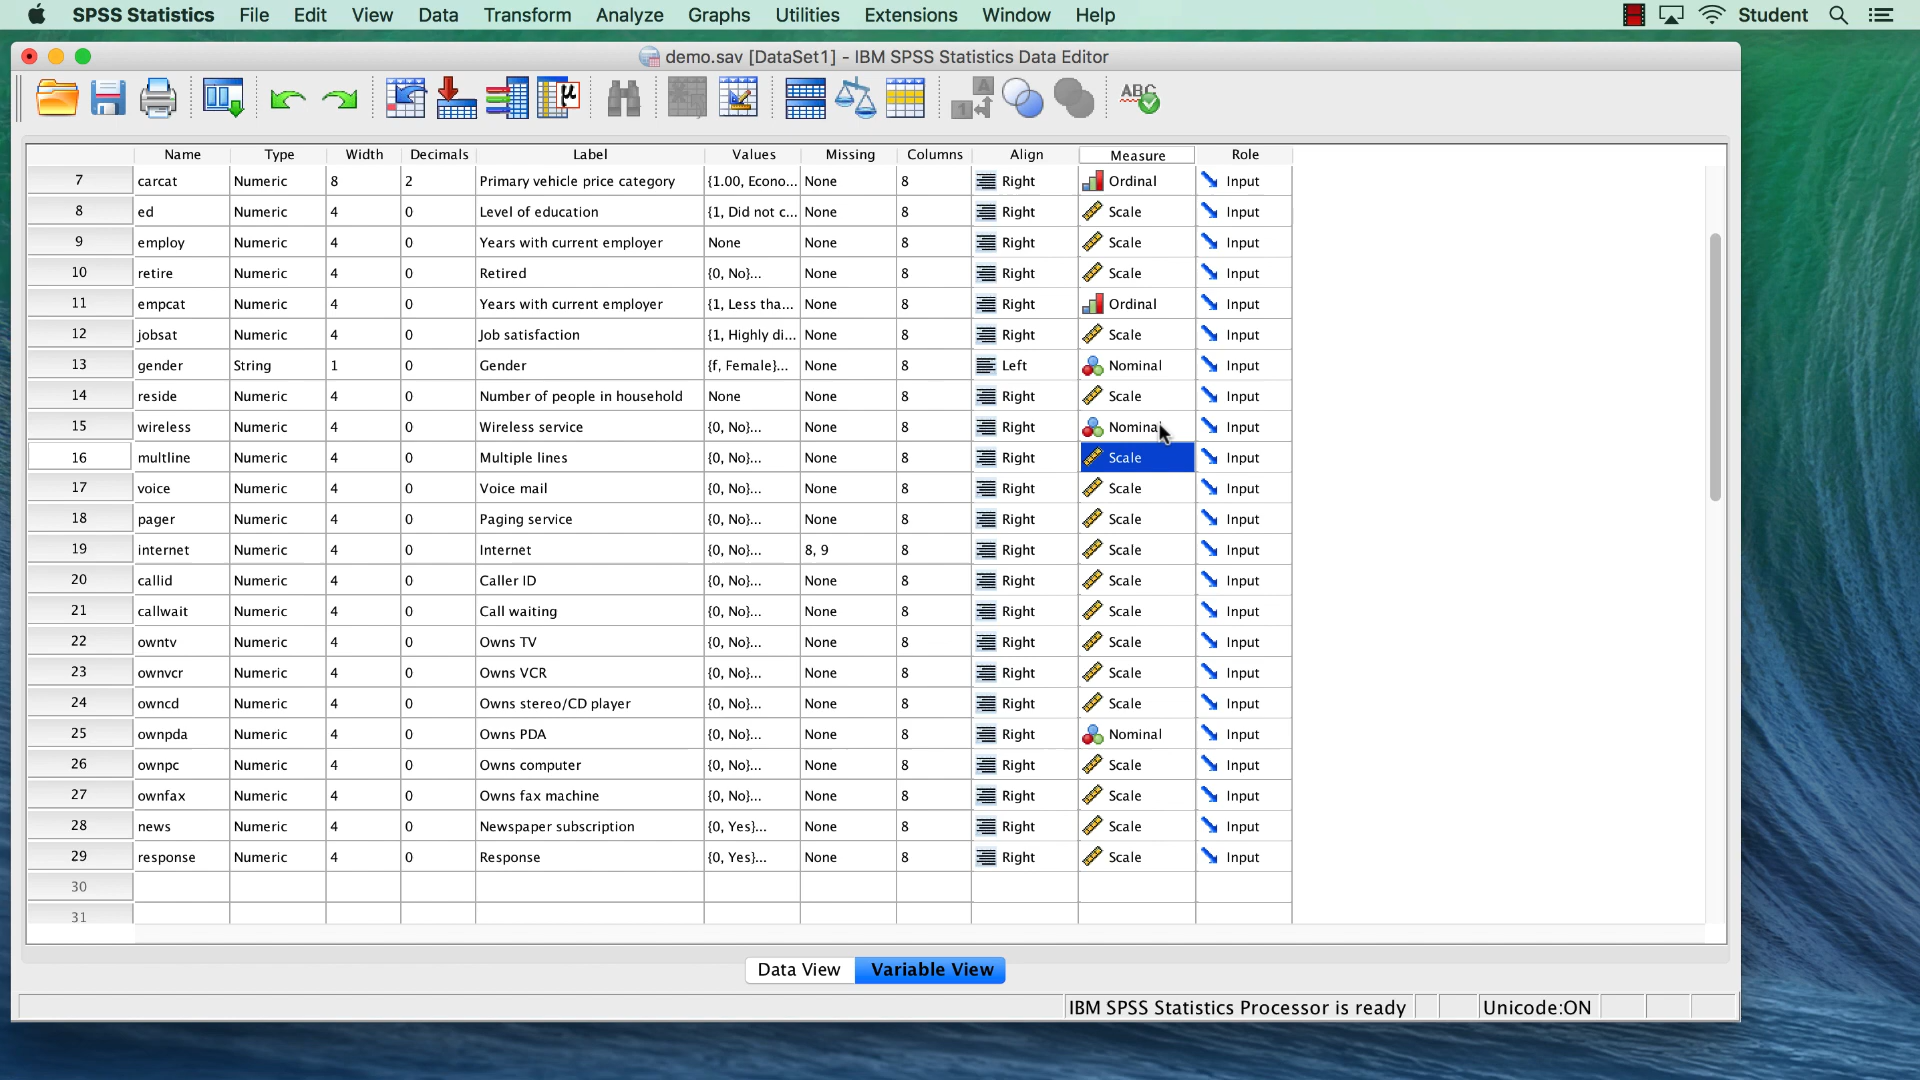 SPSS Statistics File Edit View Data Transform Analyze Graphs Utilities Extensions Window Help Student
demo.sav [DataSet1] - IBM SPSS Statistics Data Editor
µ A 1 ABC
Name Type Width Decimals Label Values Missing Columns Align Measure Role
7 carcat Numeric 8 2 Primary vehicle price category {1.00, Econo... None 8 Right Ordinal Input
8 ed Numeric 4 0 Level of education {1, Did not c... None 8 Right Scale Input
9 employ Numeric 4 0 Years with current employer None None 8 Right Scale Input
10 retire Numeric 4 0 Retired {0, No}... None 8 Right Scale Input
11 empcat Numeric 4 0 Years with current employer {1, Less tha... None 8 Right Ordinal Input
12 jobsat Numeric 4 0 Job satisfaction {1, Highly di... None 8 Right Scale Input
13 gender String 1 0 Gender {f, Female}... None 8 Left Nominal Input
14 reside Numeric 4 0 Number of people in household None None 8 Right Scale Input
15 wireless Numeric 4 0 Wireless service {0, No}... None 8 Right Nominal Input
16 multline Numeric 4 0 Multiple lines {0, No}... None 8 Right Scale Input
17 voice Numeric 4 0 Voice mail {0, No}... None 8 Right Scale Input
18 pager Numeric 4 0 Paging service {0, No}... None 8 Right Scale Input
19 internet Numeric 4 0 Internet {0, No}... 8, 9 8 Right Scale Input
20 callid Numeric 4 0 Caller ID {0, No}... None 8 Right Scale Input
21 callwait Numeric 4 0 Call waiting {0, No}... None 8 Right Scale Input
22 owntv Numeric 4 0 Owns TV {0, No}... None 8 Right Scale Input
23 ownvcr Numeric 4 0 Owns VCR {0, No}... None 8 Right Scale Input
24 owncd Numeric 4 0 Owns stereo/CD player {0, No}... None 8 Right Scale Input
25 ownpda Numeric 4 0 Owns PDA {0, No}... None 8 Right Nominal Input
26 ownpc Numeric 4 0 Owns computer {0, No}... None 8 Right Scale Input
27 ownfax Numeric 4 0 Owns fax machine {0, No}... None 8 Right Scale Input
28 news Numeric 4 0 Newspaper subscription {0, Yes}... None 8 Right Scale Input
29 response Numeric 4 0 Response {0, Yes}... None 8 Right Scale Input
30
31
Data View Variable View
IBM SPSS Statistics Processor is ready Unicode:ON